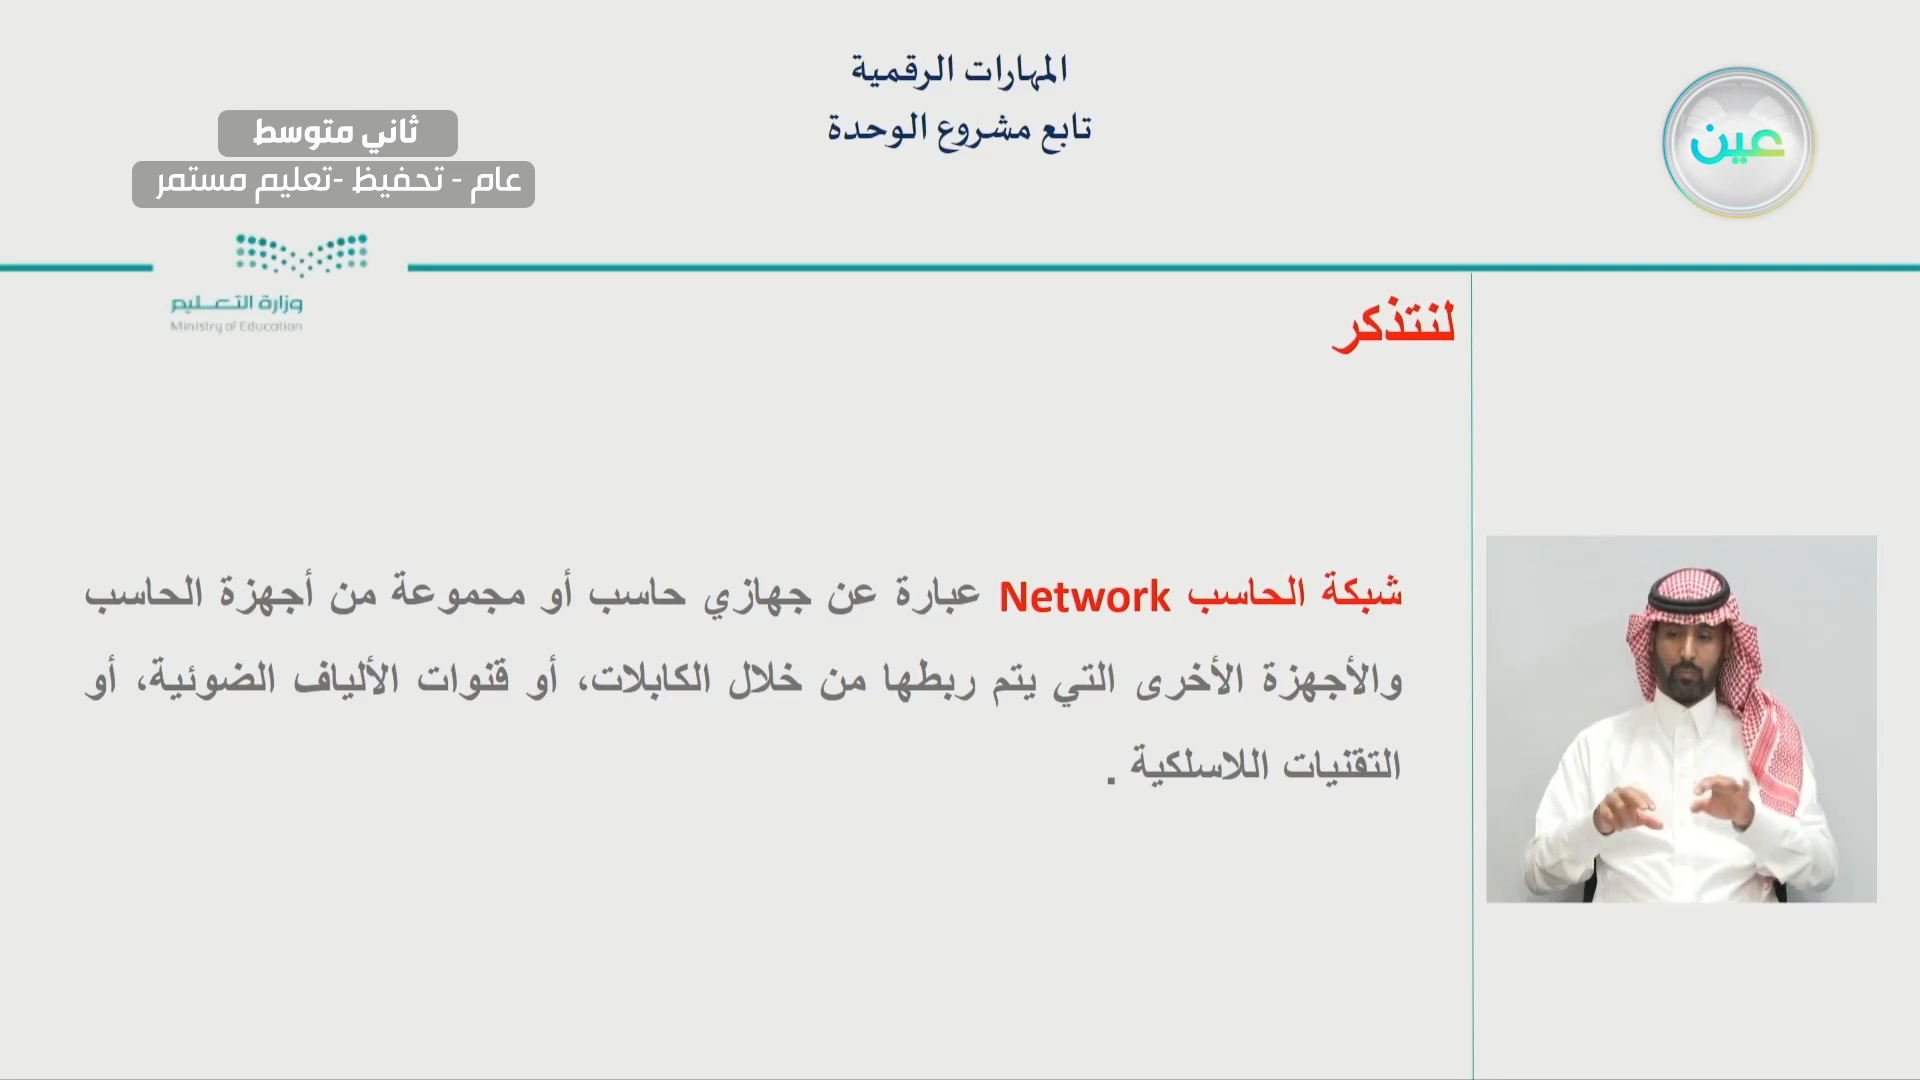 المهارات الرقمية
تابع مشروع الوحدة
عين
ثاني متوسط
عام - تحفيظ -تعليم مستمر
وزارة التعليم
Ministry of Education
لنتذكر
شبكة الحاسب Network عبارة عن جهازي حاسب أو مجموعة من أجهزة الحاسب
والأجهزة الأخرى التي يتم ربطها من خلال الكابلات، أو قنوات الألياف الضوئية، أو
التقنيات اللاسلكية .